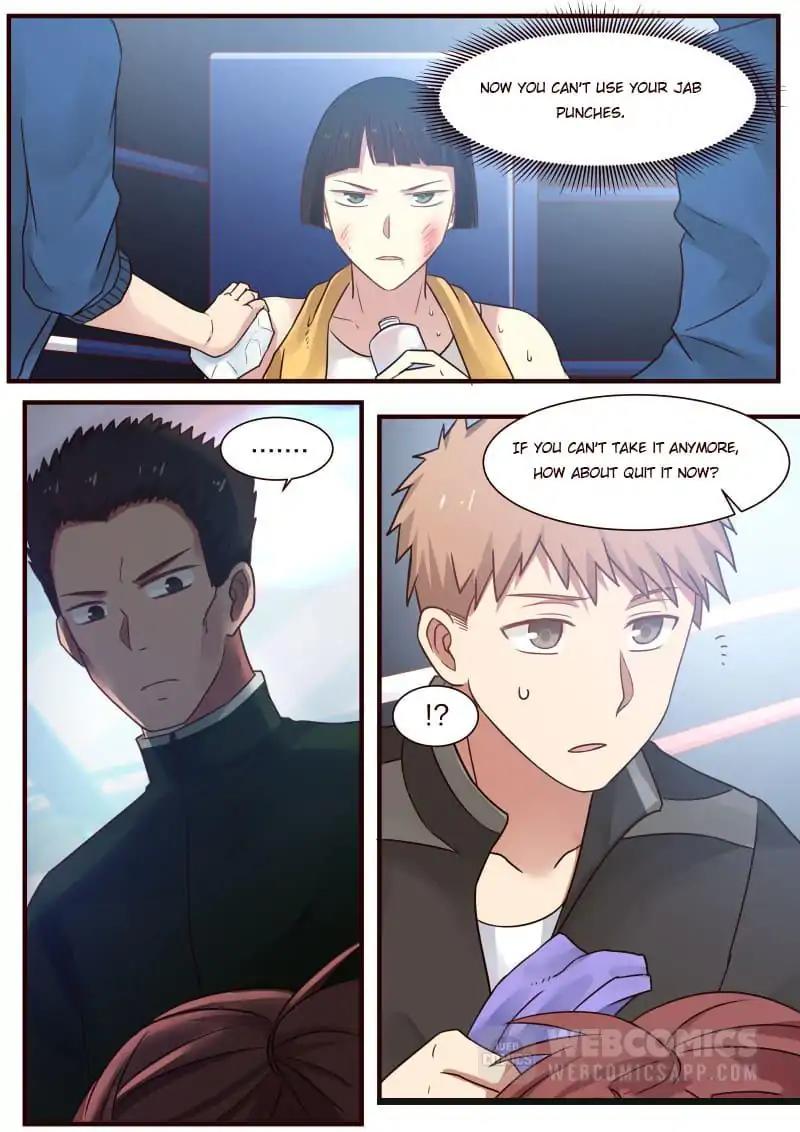 NOW YOU CAN'T USE YOUR JAB
PUNCHES.
.......
IF YOU CAN'T TAKE IT ANYMORE,
HOW ABOUT QUIT IT NOW?
!?
WEBCOMICS
WEBCOMICSAPP.COM